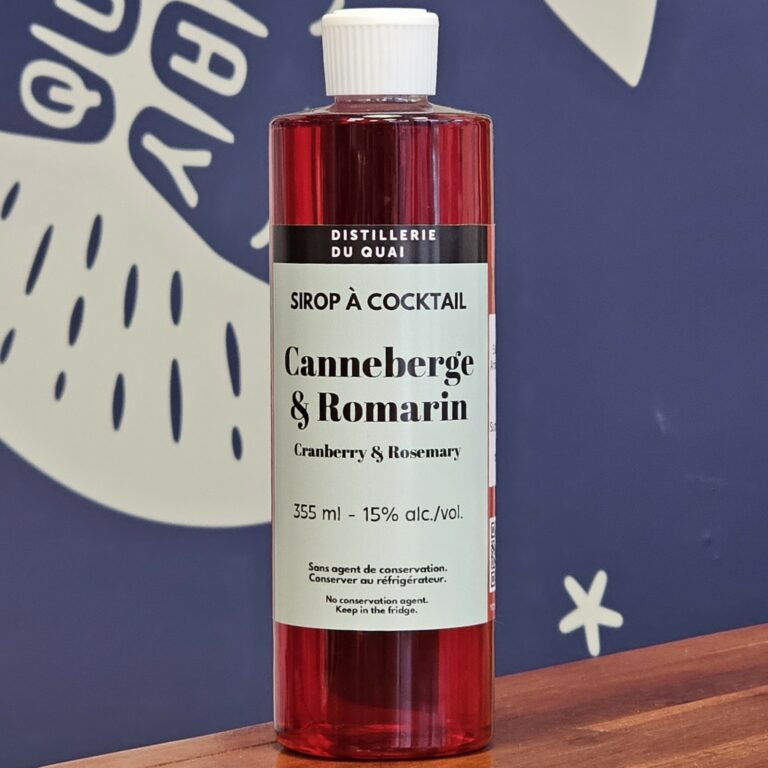 DISTILLERIE
DU QUAI
SIROP À COCKTAIL
Canneberge
& Romarin
Cranberry & Rosemary
355 ml - 15% alc./vol.
Sans agent de conservation.
Conserver au réfrigérateur.
No conservation agent.
Keep in the fridge.